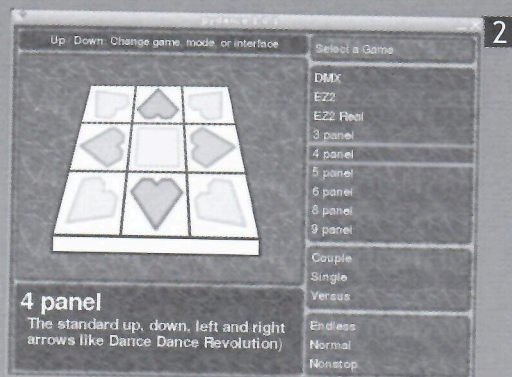 2
Up/Down: Change game, mode, or interface
Select a Game
DMX
EZ2
EZ2 Real
3 panel
4 panel
5 panel
6 panel
8 panel
9 panel
Couple
Single
Versus
Endless
Normal
Nonstop
4 panel
The standard up, down, left and right
arrows like Dance Dance Revolution)